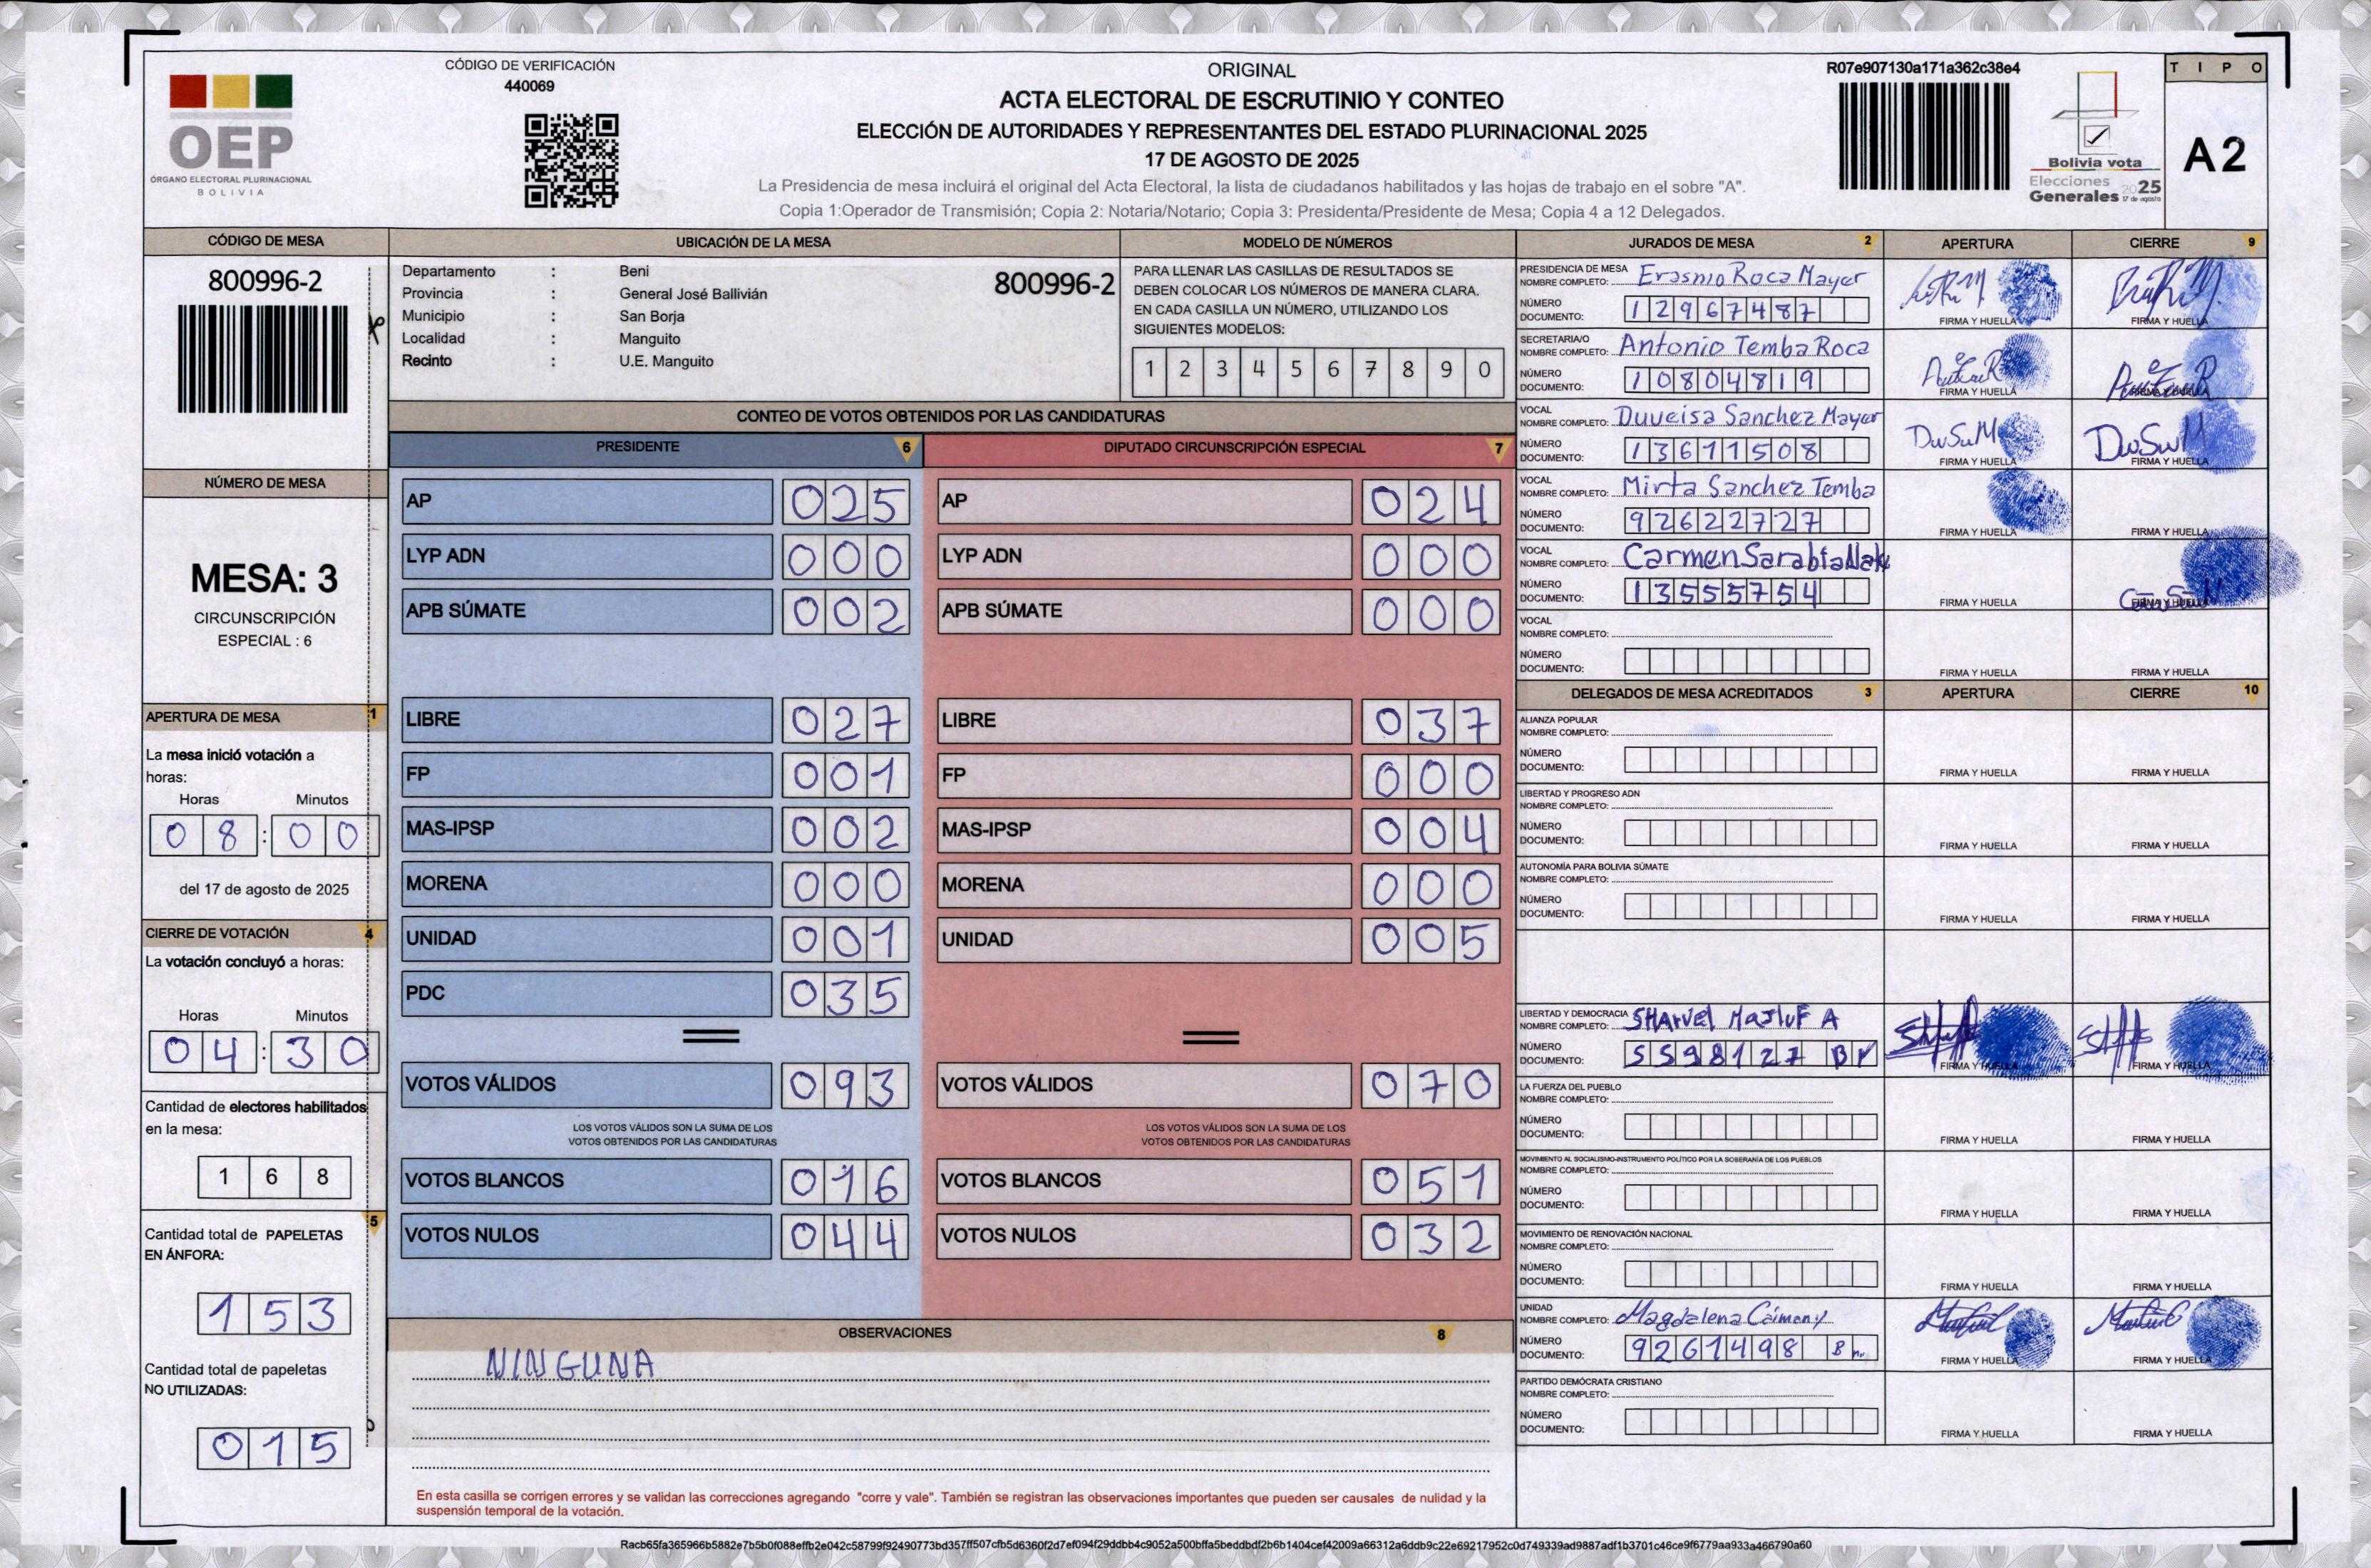 CÓDIGO DE VERIFICACIÓN
440069
OEP
ÓRGANO ELECTORAL PLURINACIONAL
BOLIVIA
ORIGINAL
ACTA ELECTORAL DE ESCRUTINIO Y CONTEO
ELECCIÓN DE AUTORIDADES Y REPRESENTANTES DEL ESTADO PLURINACIONAL 2025
17 DE AGOSTO DE 2025
La Presidencia de mesa incluirá el original del Acta Electoral, la lista de ciudadanos habilitados y las hojas de trabajo en el sobre "A".
Copia 1:Operador de Transmisión; Copia 2: Notaria/Notario; Copia 3: Presidenta/Presidente de Mesa; Copia 4 a 12 Delegados.
R07e907130a171a362c38e4
Bolivia vota
Elecciones
Generales 2025
17 de agosto
TIPO
A2
CÓDIGO DE MESA
800996-2
NÚMERO DE MESA
MESA: 3
CIRCUNSCRIPCIÓN
ESPECIAL : 6
APERTURA DE MESA 1
La mesa inició votación a
horas:
Horas Minutos
08:00
del 17 de agosto de 2025
CIERRE DE VOTACIÓN 4
La votación concluyó a horas:
Horas Minutos
04:30
Cantidad de electores habilitados
en la mesa:
168
5
Cantidad total de PAPELETAS
EN ÁNFORA:
153
Cantidad total de papeletas
NO UTILIZADAS:
015
UBICACIÓN DE LA MESA
Departamento : Beni
Provincia : General José Ballivián
Municipio : San Borja
Localidad : Manguito
Recinto : U.E. Manguito
800996-2
MODELO DE NÚMEROS
PARA LLENAR LAS CASILLAS DE RESULTADOS SE
DEBEN COLOCAR LOS NÚMEROS DE MANERA CLARA.
EN CADA CASILLA UN NÚMERO, UTILIZANDO LOS
SIGUIENTES MODELOS:
1 2 3 4 5 6 7 8 9 0
CONTEO DE VOTOS OBTENIDOS POR LAS CANDIDATURAS
PRESIDENTE 6
AP 025
LYP ADN 000
APB SÚMATE 002
LIBRE 027
FP 001
MAS-IPSP 002
MORENA 000
UNIDAD 001
PDC 035
VOTOS VÁLIDOS 093
LOS VOTOS VÁLIDOS SON LA SUMA DE LOS
VOTOS OBTENIDOS POR LAS CANDIDATURAS
VOTOS BLANCOS 016
VOTOS NULOS 044
DIPUTADO CIRCUNSCRIPCIÓN ESPECIAL 7
AP 024
LYP ADN 000
APB SÚMATE 000
LIBRE 037
FP 000
MAS-IPSP 004
MORENA 000
UNIDAD 005
VOTOS VÁLIDOS 070
LOS VOTOS VÁLIDOS SON LA SUMA DE LOS
VOTOS OBTENIDOS POR LAS CANDIDATURAS
VOTOS BLANCOS 051
VOTOS NULOS 032
OBSERVACIONES 8
NINGUNA
En esta casilla se corrigen errores y se validan las correcciones agregando "corre y vale". También se registran las observaciones importantes que pueden ser causales de nulidad y la
suspensión temporal de la votación.
JURADOS DE MESA 2 APERTURA CIERRE 9
PRESIDENCIA DE MESA
NOMBRE COMPLETO: Erasmo Roca Mayer
NÚMERO
DOCUMENTO: 12967487
FIRMA Y HUELLA FIRMA Y HUELLA
SECRETARIA/O
NOMBRE COMPLETO: Antonio Temba Roca
NÚMERO
DOCUMENTO: 10804819
FIRMA Y HUELLA FIRMA Y HUELLA
VOCAL
NOMBRE COMPLETO: Duveisa Sanchez Mayer
NÚMERO
DOCUMENTO: 13611508
FIRMA Y HUELLA FIRMA Y HUELLA
VOCAL
NOMBRE COMPLETO: Mirta Sanchez Temba
NÚMERO
DOCUMENTO: 92622727
FIRMA Y HUELLA FIRMA Y HUELLA
VOCAL
NOMBRE COMPLETO: Carmen Sarabia
NÚMERO
DOCUMENTO: 13555754
FIRMA Y HUELLA FIRMA Y HUELLA
VOCAL
NOMBRE COMPLETO:
NÚMERO
DOCUMENTO:
FIRMA Y HUELLA FIRMA Y HUELLA
DELEGADOS DE MESA ACREDITADOS 3 APERTURA CIERRE 10
ALIANZA POPULAR
NOMBRE COMPLETO:
NÚMERO
DOCUMENTO:
FIRMA Y HUELLA FIRMA Y HUELLA
LIBERTAD Y PROGRESO ADN
NOMBRE COMPLETO:
NÚMERO
DOCUMENTO:
FIRMA Y HUELLA FIRMA Y HUELLA
AUTONOMÍA PARA BOLIVIA SÚMATE
NOMBRE COMPLETO:
NÚMERO
DOCUMENTO:
FIRMA Y HUELLA FIRMA Y HUELLA
LIBERTAD Y DEMOCRACIA
NOMBRE COMPLETO: SHArvel MaJluF A
NÚMERO
DOCUMENTO: 5598127
FIRMA Y HUELLA FIRMA Y HUELLA
LA FUERZA DEL PUEBLO
NOMBRE COMPLETO:
NÚMERO
DOCUMENTO:
FIRMA Y HUELLA FIRMA Y HUELLA
MOVIMIENTO AL SOCIALISMO-INSTRUMENTO POLÍTICO POR LA SOBERANÍA DE LOS PUEBLOS
NOMBRE COMPLETO:
NÚMERO
DOCUMENTO:
FIRMA Y HUELLA FIRMA Y HUELLA
MOVIMIENTO DE RENOVACIÓN NACIONAL
NOMBRE COMPLETO:
NÚMERO
DOCUMENTO:
FIRMA Y HUELLA FIRMA Y HUELLA
UNIDAD
NOMBRE COMPLETO: Magdalena Caimany
NÚMERO
DOCUMENTO: 9261498
FIRMA Y HUELLA FIRMA Y HUELLA
PARTIDO DEMÓCRATA CRISTIANO
NOMBRE COMPLETO:
NÚMERO
DOCUMENTO:
FIRMA Y HUELLA FIRMA Y HUELLA